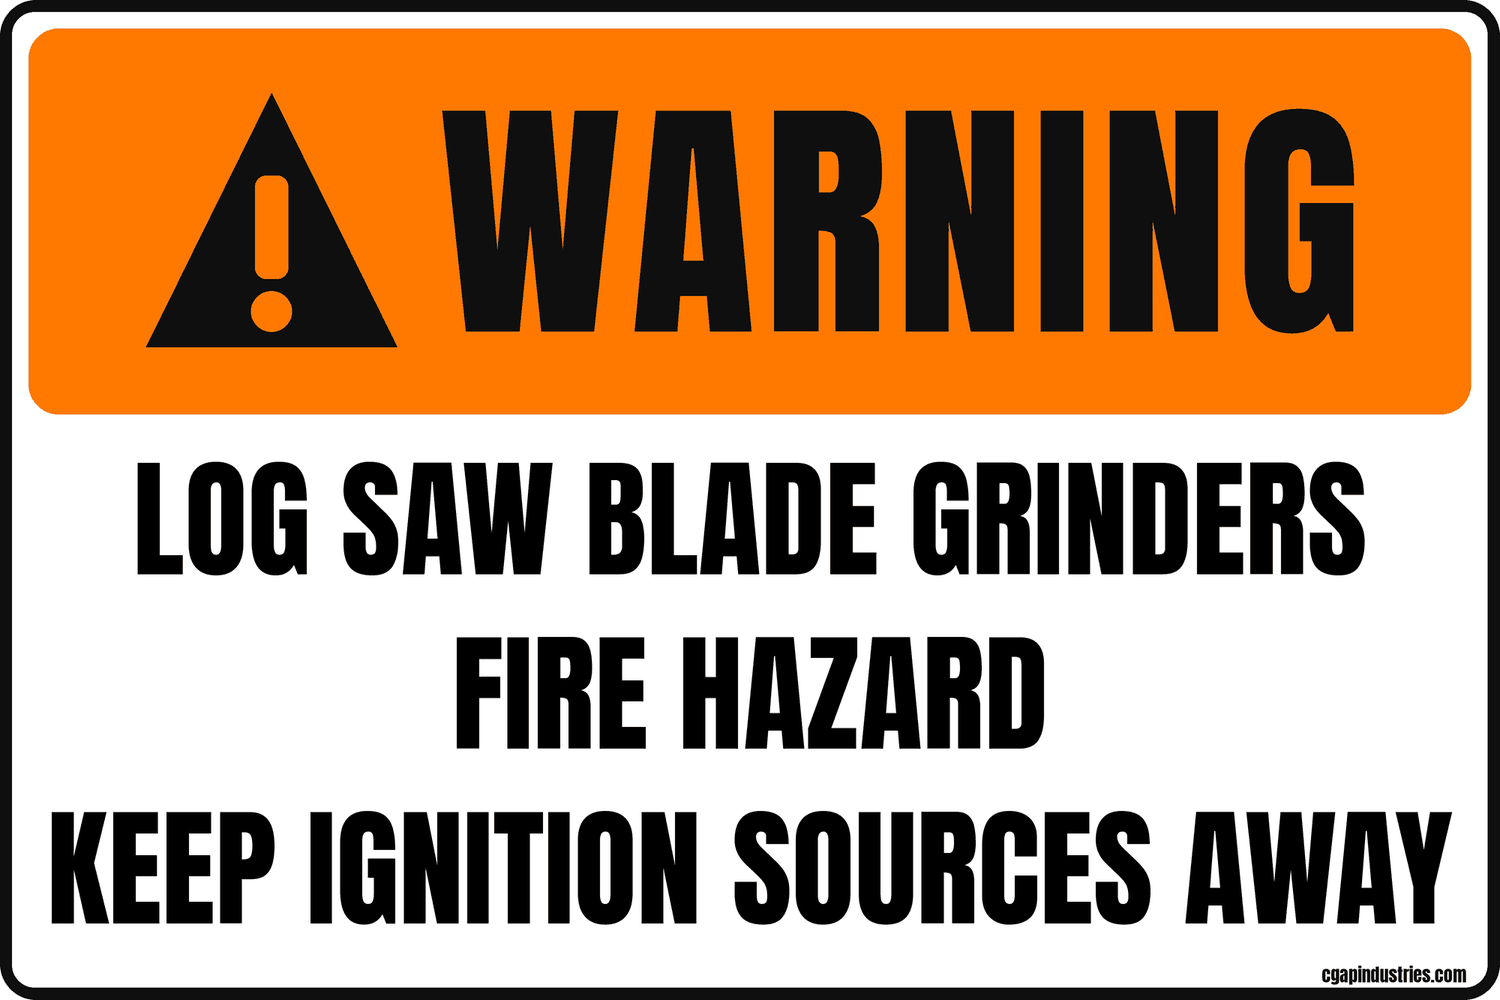 WARNING
LOG SAW BLADE GRINDERS
FIRE HAZARD
KEEP IGNITION SOURCES AWAY
cgapindustries.com